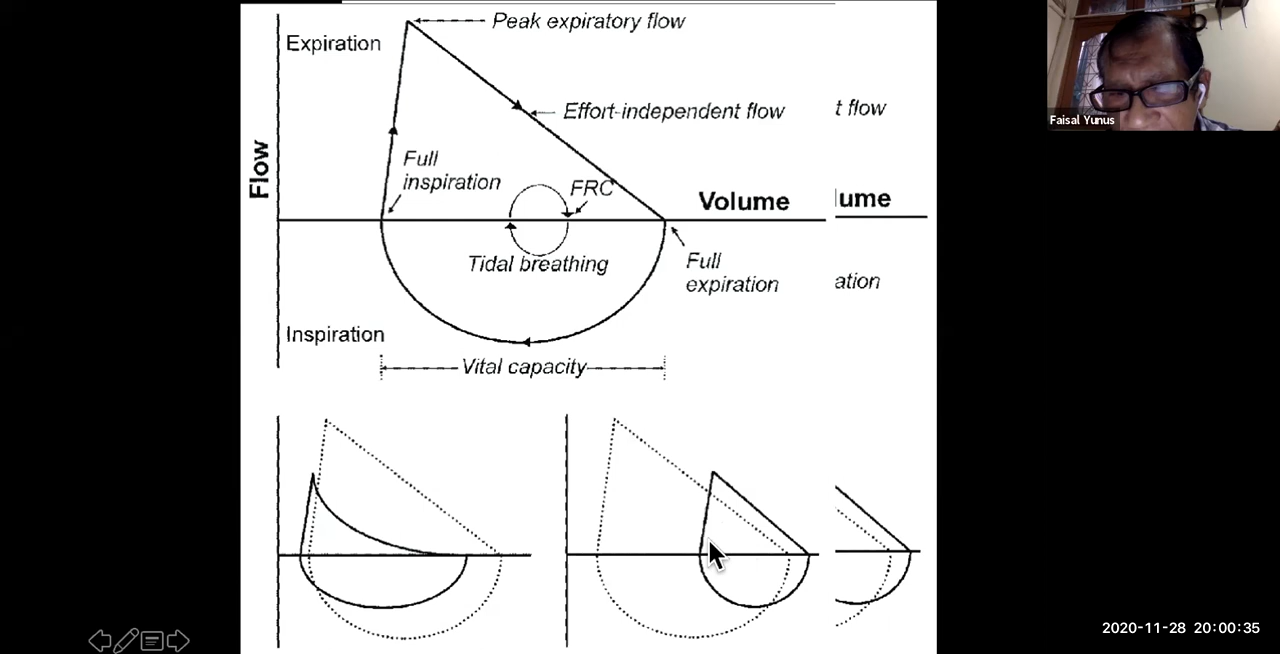 Peak expiratory flow
Expiration
Effort-independent flow
t flow
Flow
Full
inspiration
FRC
Volume
lume
Tidal breathing
Full
expiration
ation
Inspiration
Vital capacity
Faisal Yunus
2020-11-28 20:00:35